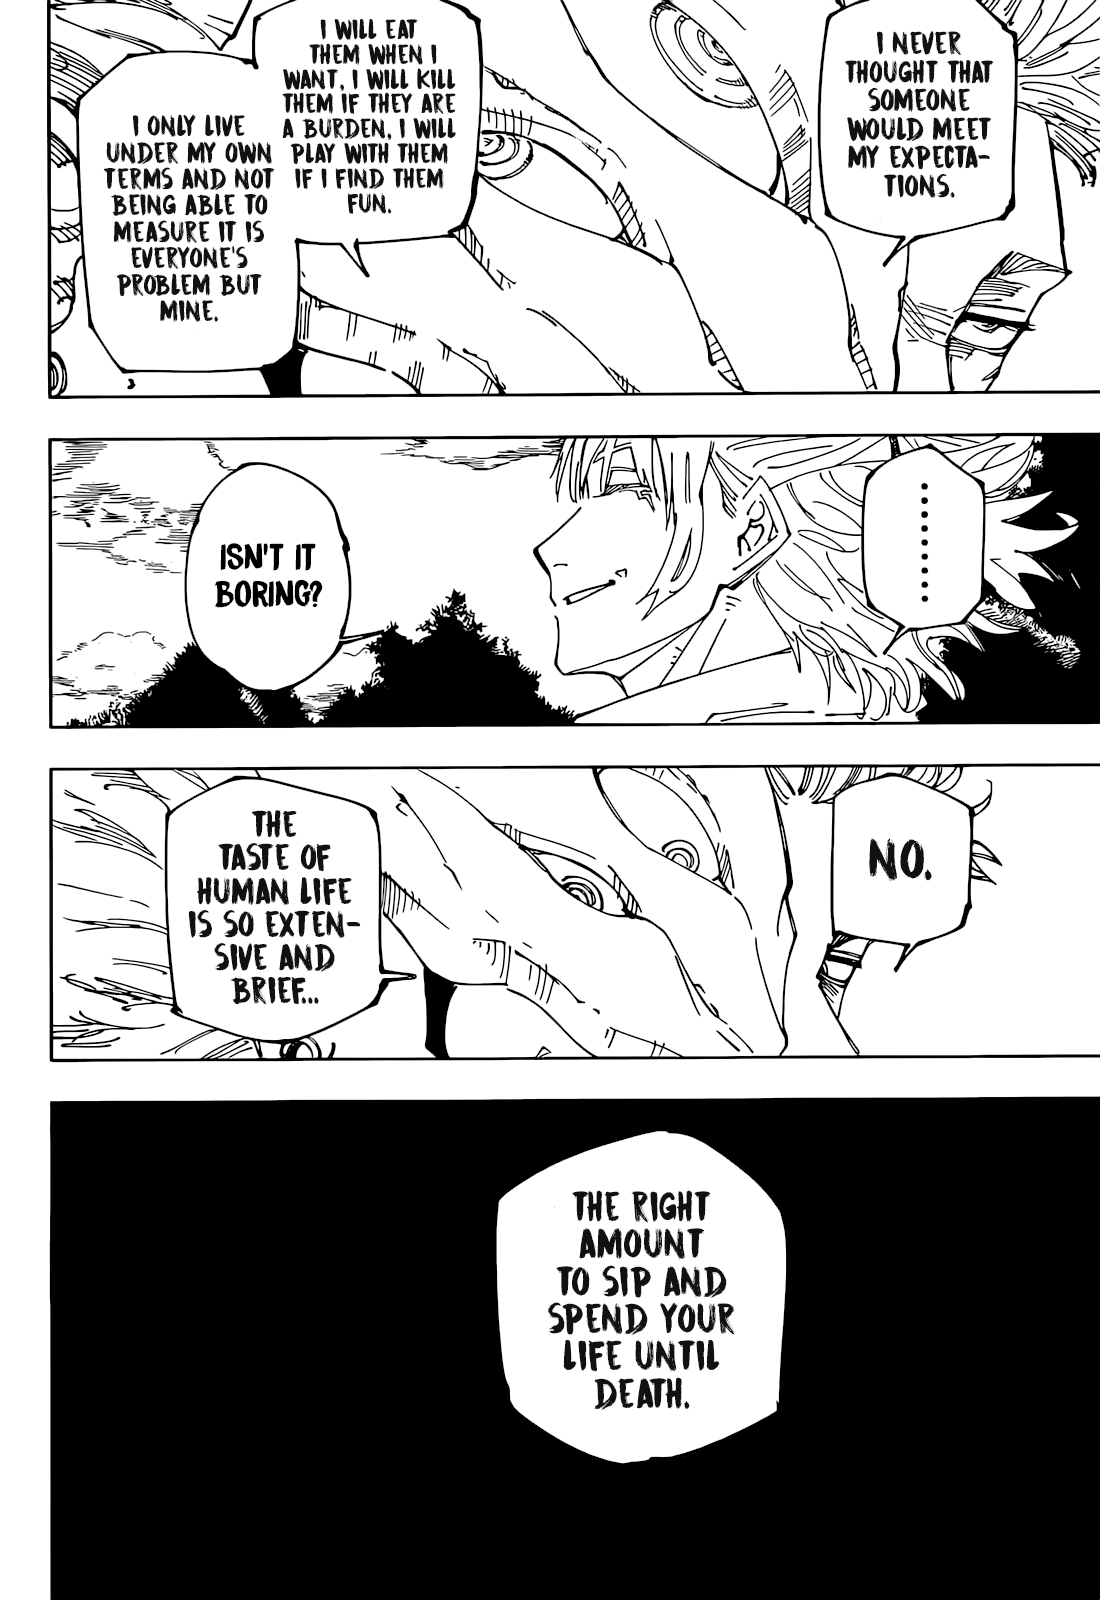 I NEVER
THOUGHT THAT
SOMEONE
WOULD MEET
MY EXPECTA-
TIONS.
I WILL EAT
THEM WHEN I
WANT, I WILL KILL
THEM IF THEY ARE
A BURDEN, I WILL
PLAY WITH THEM
IF I FIND THEM
FUN.
I ONLY LIVE
UNDER MY OWN
TERMS AND NOT
BEING ABLE TO
MEASURE IT IS
EVERYONE'S
PROBLEM BUT
MINE.
.........
ISN'T IT
BORING?
NO.
THE
TASTE OF
HUMAN LIFE
IS SO EXTEN-
SIVE AND
BRIEF...
THE RIGHT
AMOUNT
TO SIP AND
SPEND YOUR
LIFE UNTIL
DEATH.